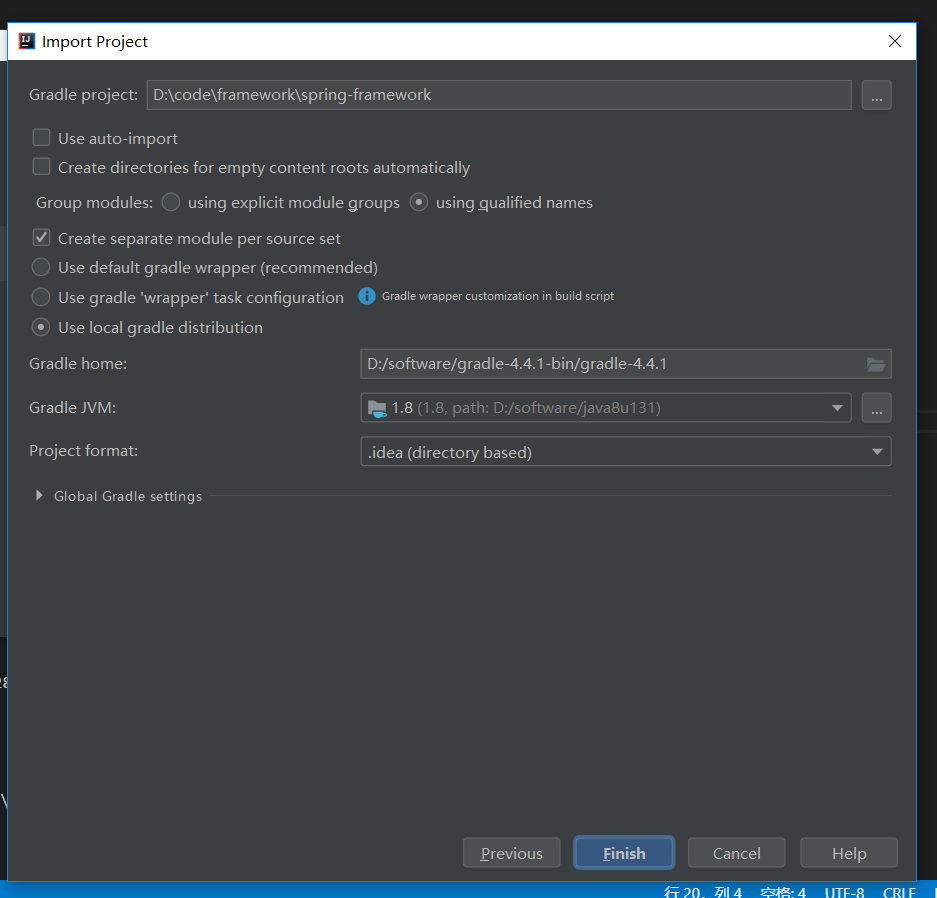 Import Project
Gradle project: D:\code\framework\spring-framework ...
Use auto-import
Create directories for empty content roots automatically
Group modules: using explicit module groups using qualified names
Create separate module per source set
Use default gradle wrapper (recommended)
Use gradle 'wrapper' task configuration Gradle wrapper customization in build script
Use local gradle distribution
Gradle home: D:/software/gradle-4.4.1-bin/gradle-4.4.1
Gradle JVM: 1.8 (1.8, path: D:/software/java8u131) ...
Project format: .idea (directory based)
Global Gradle settings
Previous Finish Cancel Help
行 20，列 4 空格: 4 UTF-8 CRLF